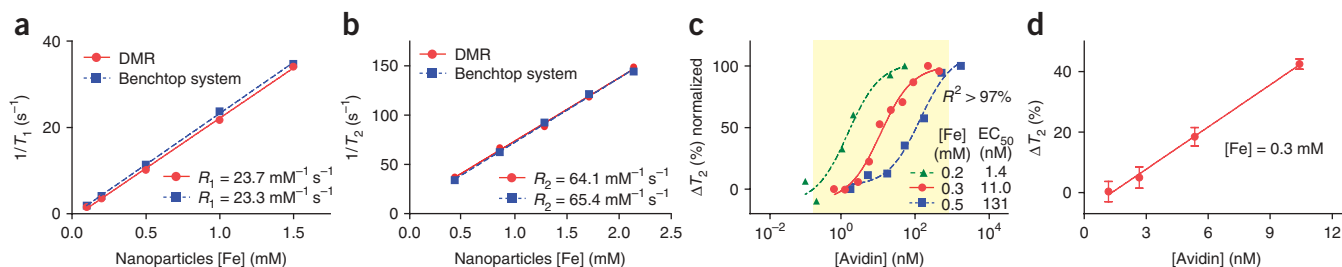 a
40
20
0
1/T₁ (s⁻¹)
DMR
Benchtop system
R₁ = 23.7 mM⁻¹ s⁻¹
R₁ = 23.3 mM⁻¹ s⁻¹
0.0 0.5 1.0 1.5
Nanoparticles [Fe] (mM)
b
150
100
50
0
1/T₂ (s⁻¹)
DMR
Benchtop system
R₂ = 64.1 mM⁻¹ s⁻¹
R₂ = 65.4 mM⁻¹ s⁻¹
0.0 0.5 1.0 1.5 2.0 2.5
Nanoparticles [Fe] (mM)
c
100
50
0
ΔT₂ (%) normalized
R² > 97%
[Fe] EC₅₀
(mM) (nM)
0.2 1.4
0.3 11.0
0.5 131
10⁻² 10⁰ 10² 10⁴
[Avidin] (nM)
d
40
20
0
ΔT₂ (%)
[Fe] = 0.3 mM
0 3 6 9 12
[Avidin] (nM)